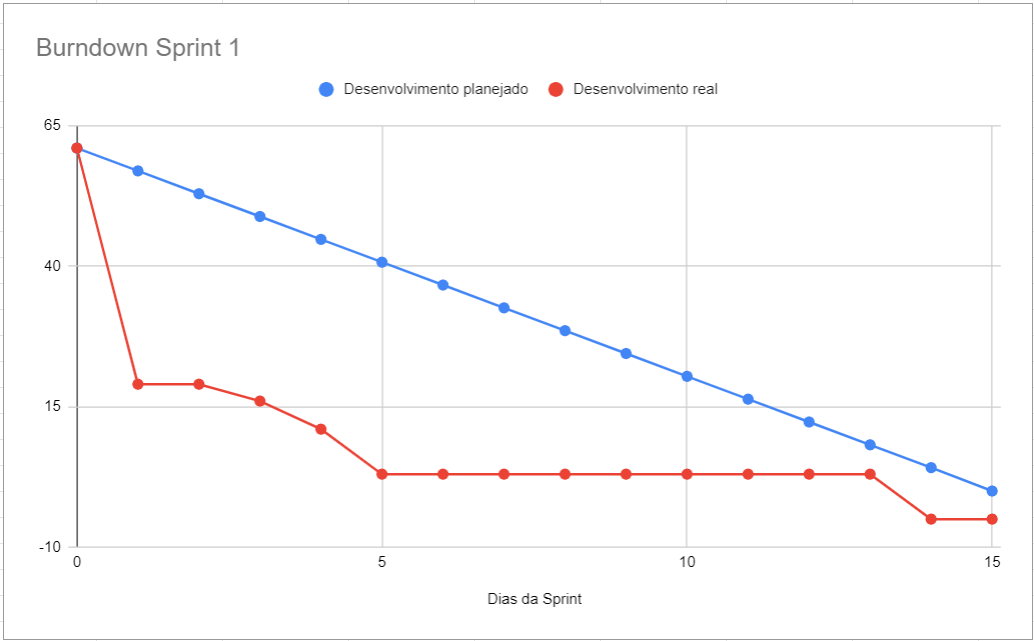 Burndown Sprint 1
Desenvolvimento planejado Desenvolvimento real
65
40
15
-10
0 5 10 15
Dias da Sprint